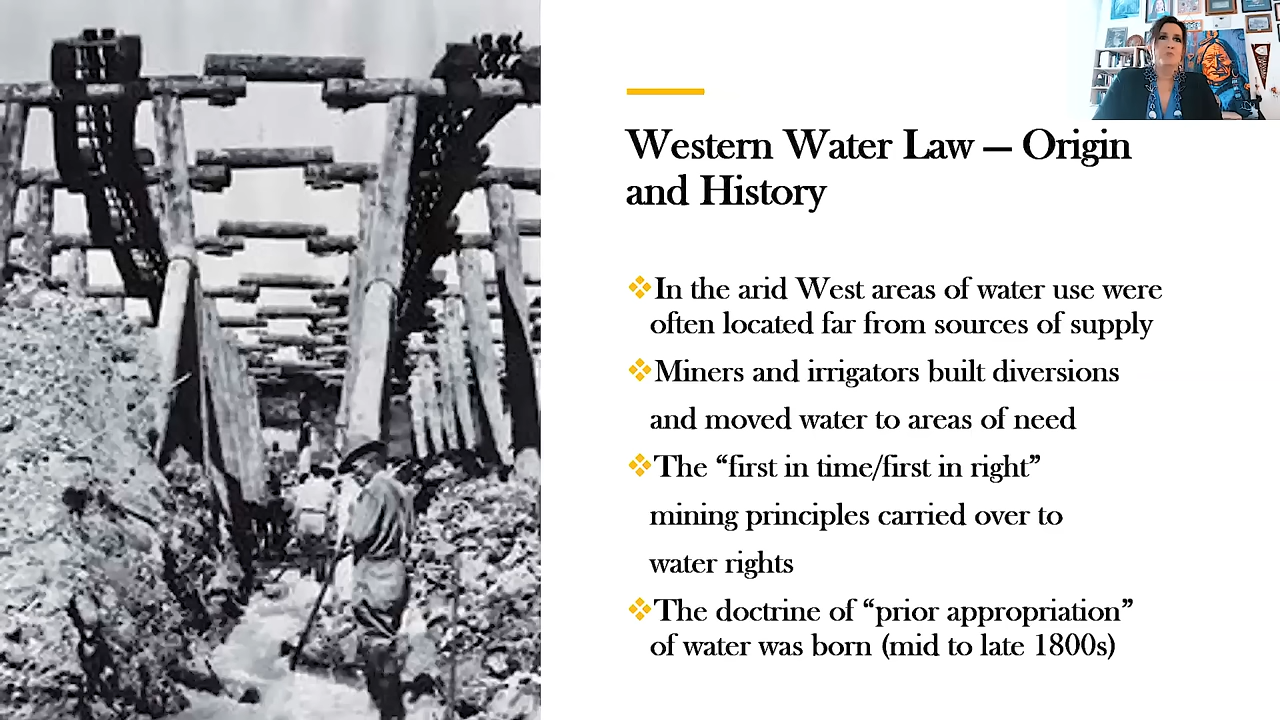 Western Water Law — Origin
and History
In the arid West areas of water use were
often located far from sources of supply
Miners and irrigators built diversions
and moved water to areas of need
The “first in time/first in right”
mining principles carried over to
water rights
The doctrine of “prior appropriation”
of water was born (mid to late 1800s)